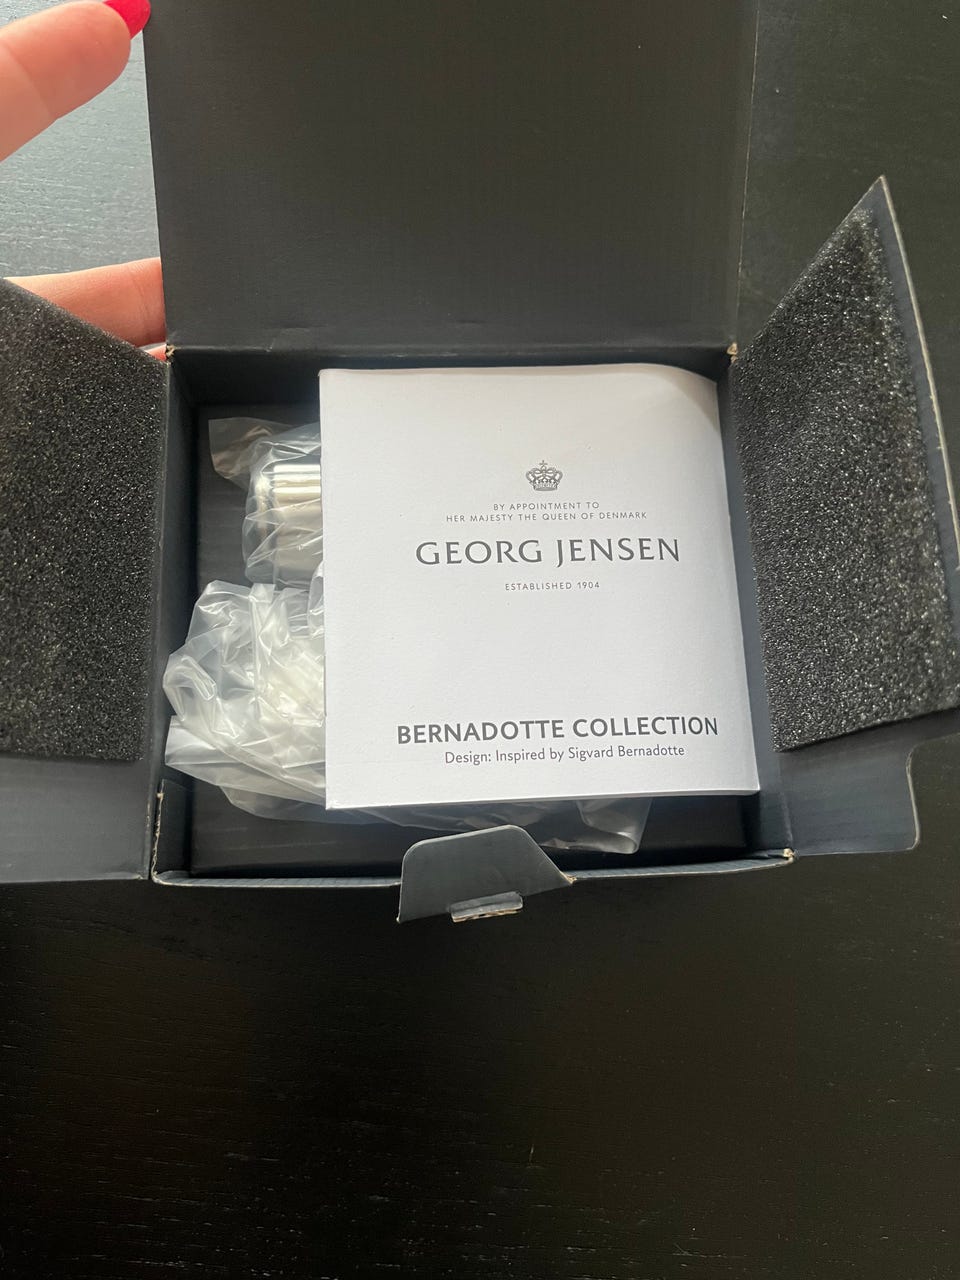 BY APPOINTMENT TO
HER MAJESTY THE QUEEN OF DENMARK
GEORG JENSEN
ESTABLISHED 1904
BERNADOTTE COLLECTION
Design: Inspired by Sigvard Bernadotte